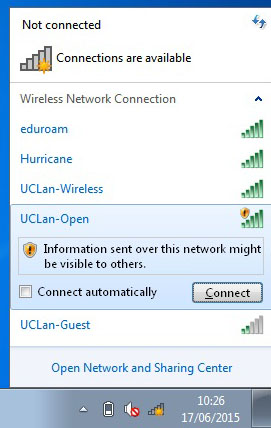 Not connected
Connections are available
Wireless Network Connection
eduroam
Hurricane
UCLan-Wireless
UCLan-Open
Information sent over this network might
be visible to others.
Connect automatically
Connect
UCLan-Guest
Open Network and Sharing Center
10:26
17/06/2015